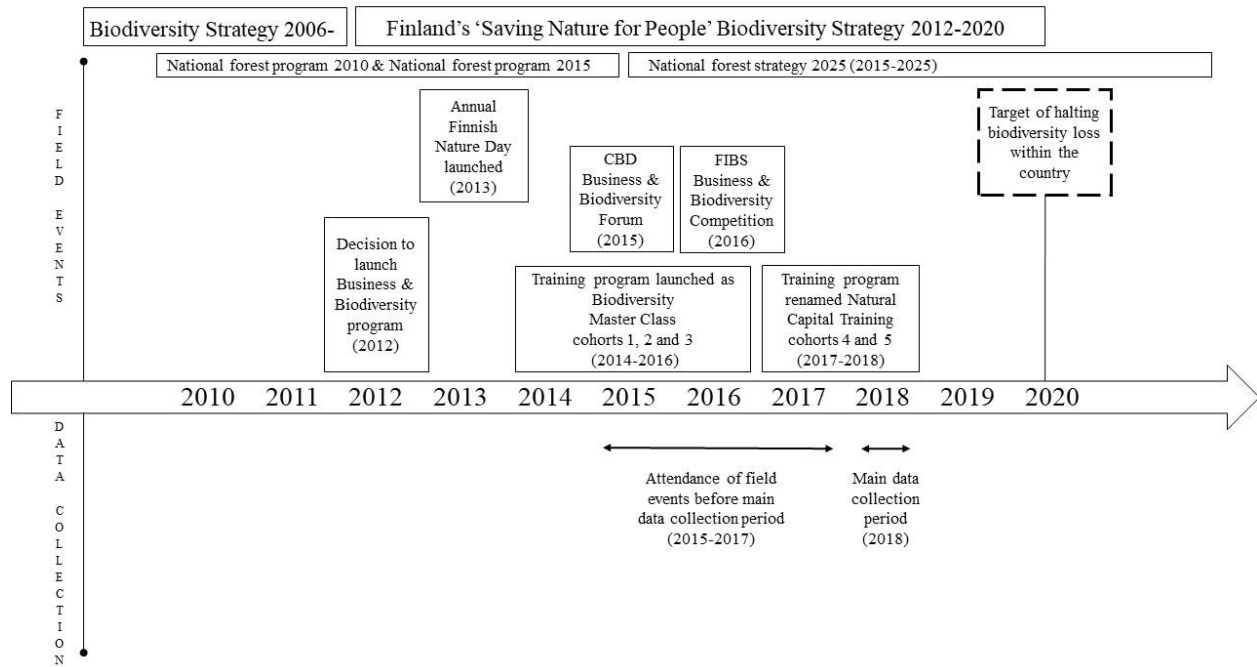 Biodiversity Strategy 2006-
Finland's ‘Saving Nature for People’ Biodiversity Strategy 2012-2020
National forest program 2010 & National forest program 2015
National forest strategy 2025 (2015-2025)
FIELD EVENTS
Annual
Finnish
Nature Day
launched
(2013)
Target of halting
biodiversity loss
within the
country
CBD
Business &
Biodiversity
Forum
(2015)
FIBS
Business &
Biodiversity
Competition
(2016)
Decision to
launch
Business &
Biodiversity
program
(2012)
Training program launched as
Biodiversity
Master Class
cohorts 1, 2 and 3
(2014-2016)
Training program
renamed Natural
Capital Training
cohorts 4 and 5
(2017-2018)
2010 2011 2012 2013 2014 2015 2016 2017 2018 2019 2020
DATA COLLECTION
Attendance of field
events before main
data collection period
(2015-2017)
Main data
collection
period
(2018)